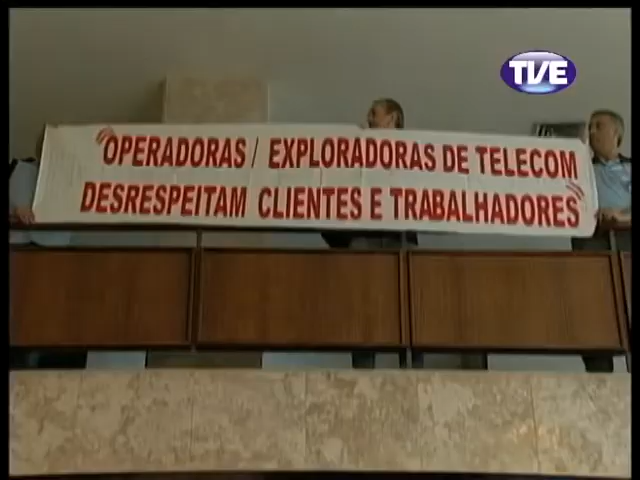 TVE
"OPERADORAS / EXPLORADORAS DE TELECOM
DESRESPEITAM CLIENTES E TRABALHADORES"